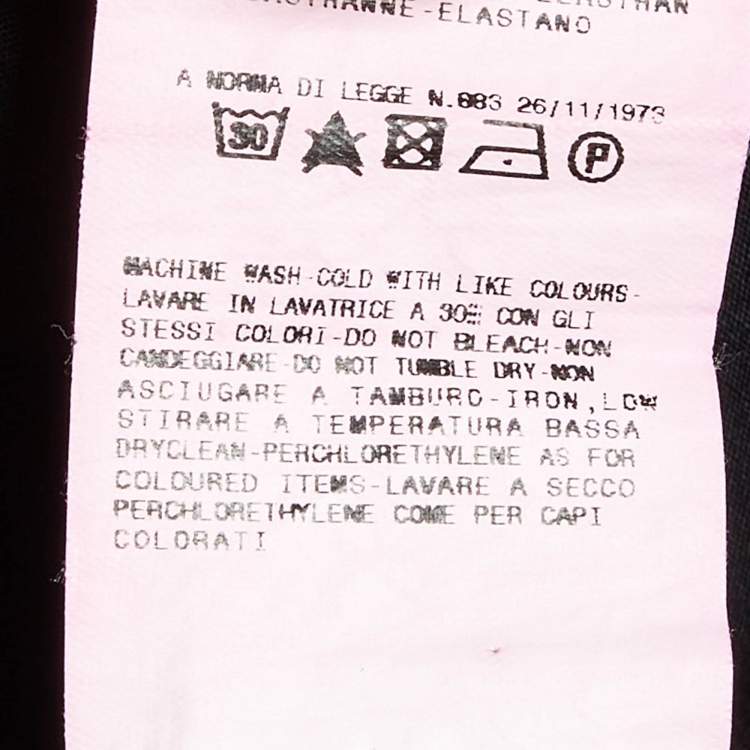 ELASTHANNE-ELASTANO
A NORMA DI LEGGE N.883 26/11/1973
30 P
MACHINE WASH-COLD WITH LIKE COLOURS-
LAVARE IN LAVATRICE A 30 CON GLI
STESSI COLORI-DO NOT BLEACH-NON
CANDEGGIARE-DO NOT TUMBLE DRY-NON
ASCIUGARE A TAMBURO-IRON,LOW
STIRARE A TEMPERATURA BASSA
DRYCLEAN-PERCHLORETHYLENE AS FOR
COLOURED ITEMS-LAVARE A SECCO
PERCHLORETHYLENE COME PER CAPI
COLORATI